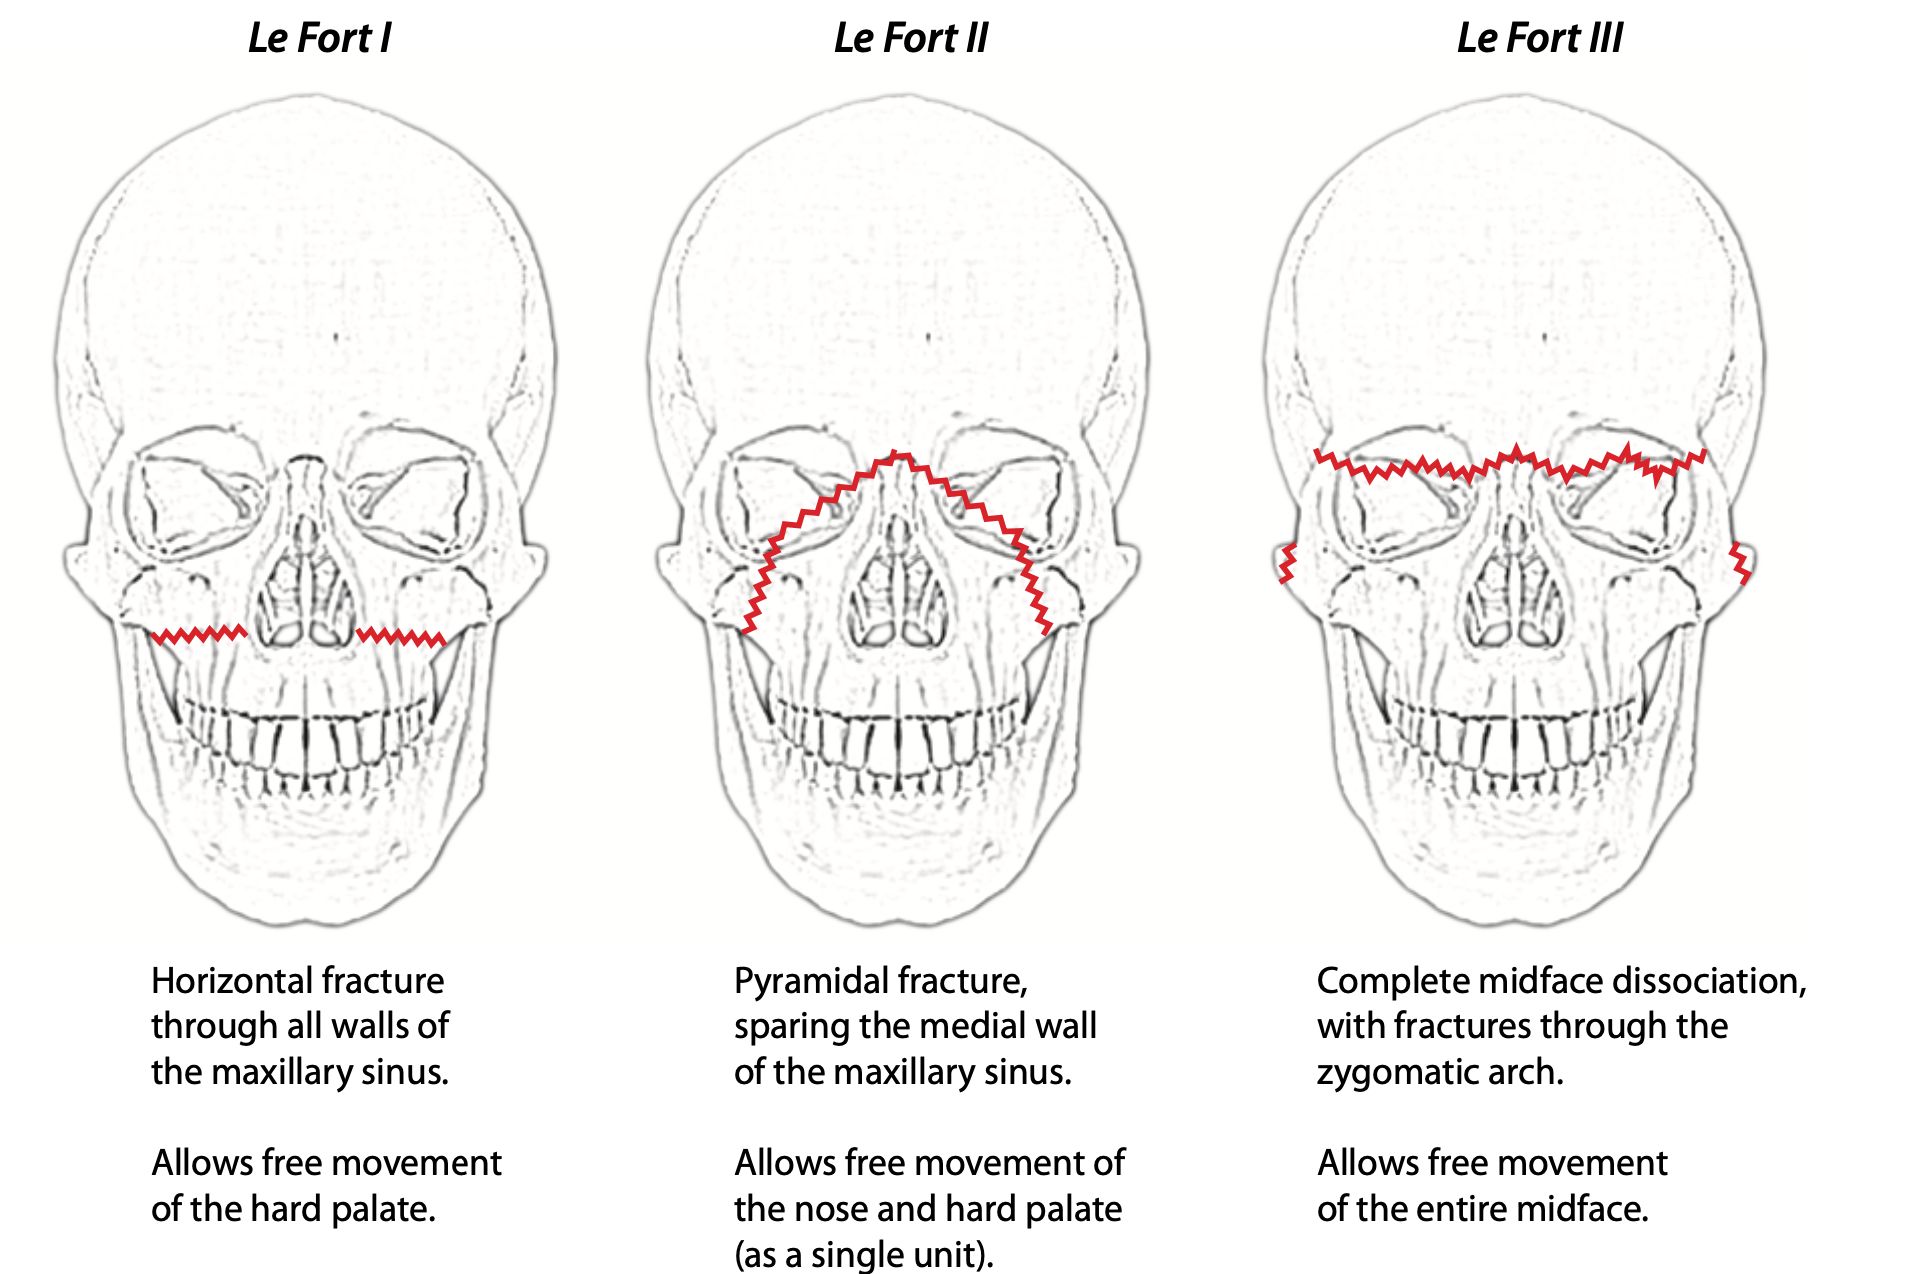 Le Fort I
Le Fort II
Le Fort III
Horizontal fracture
through all walls of
the maxillary sinus.
Allows free movement
of the hard palate.
Pyramidal fracture,
sparing the medial wall
of the maxillary sinus.
Allows free movement of
the nose and hard palate
(as a single unit).
Complete midface dissociation,
with fractures through the
zygomatic arch.
Allows free movement
of the entire midface.